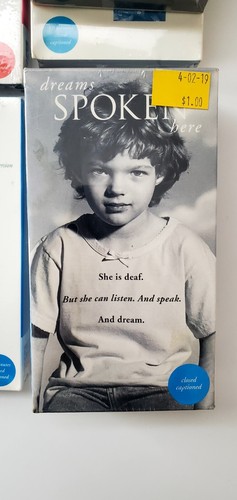 captioned
dreams
SPOKEN
here
4-02-19
$1.00
She is deaf.
But she can listen. And speak.
And dream.
closed
captioned